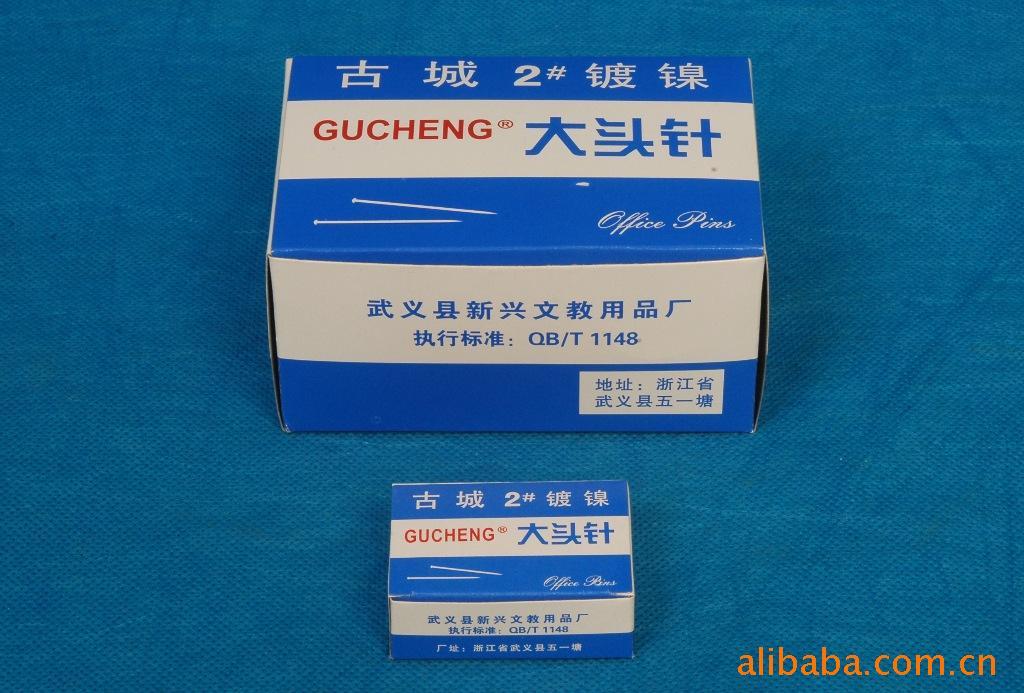 古城 2# 镀镍
GUCHENG® 大头针
Office Pins
武义县新兴文教用品厂
执行标准：QB/T 1148
地址：浙江省
武义县五一塘
古城 2# 镀镍
GUCHENG® 大头针
Office Pins
武义县新兴文教用品厂
执行标准：QB/T 1148
厂址：浙江省武义县五一塘
alibaba.com.cn